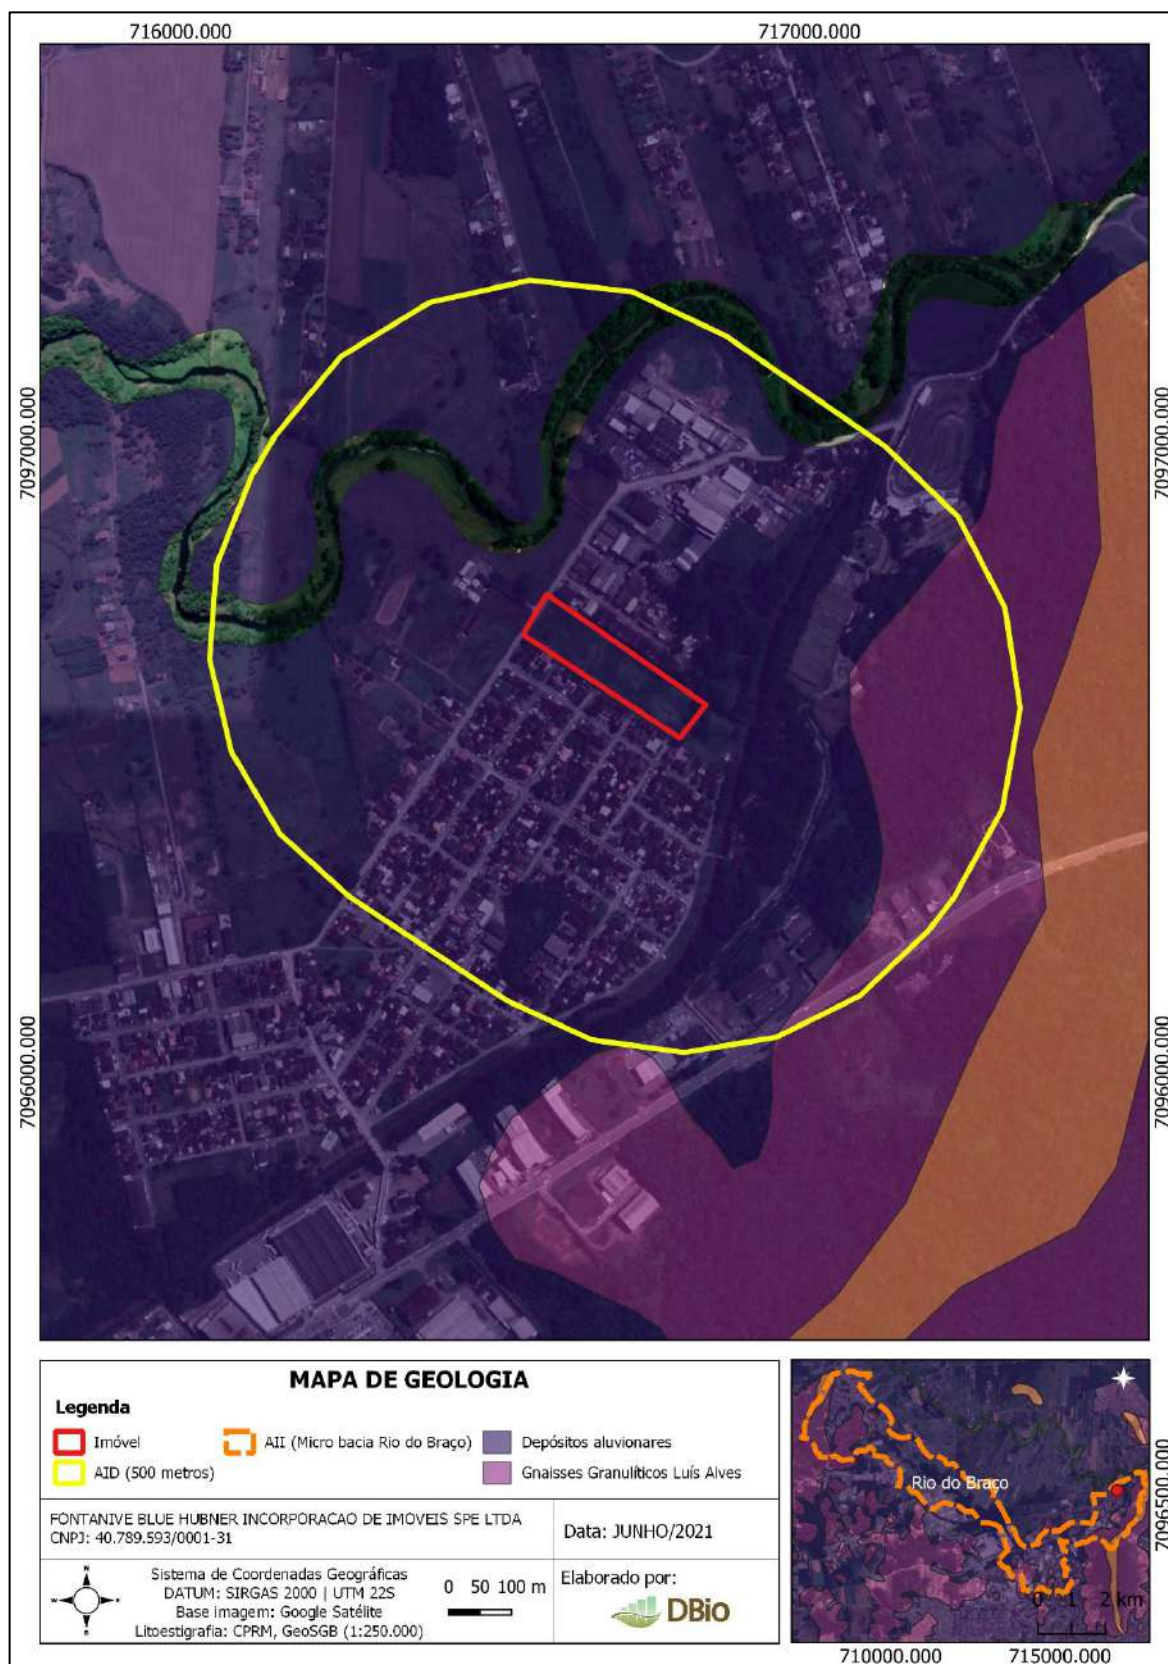 716000.000
717000.000
7097000.000
7097000.000
7096000.000
7096000.000
MAPA DE GEOLOGIA
Legenda
Imóvel
AII (Micro bacia Rio do Braço)
Depósitos aluvionares
AID (500 metros)
Gnaisses Granulíticos Luís Alves
FONTANIVE BLUE HUBNER INCORPORACAO DE IMOVEIS SPE LTDA
CNPJ: 40.789.593/0001-31
Data: JUNHO/2021
N
W
S
Sistema de Coordenadas Geográficas
DATUM: SIRGAS 2000 | UTM 22S
Base imagem: Google Satélite
Litoestigrafia: CPRM, GeoSGB (1:250.000)
0 50 100 m
Elaborado por:
DBio
Rio do Braço
0 1 2 km
7096500.000
710000.000
715000.000